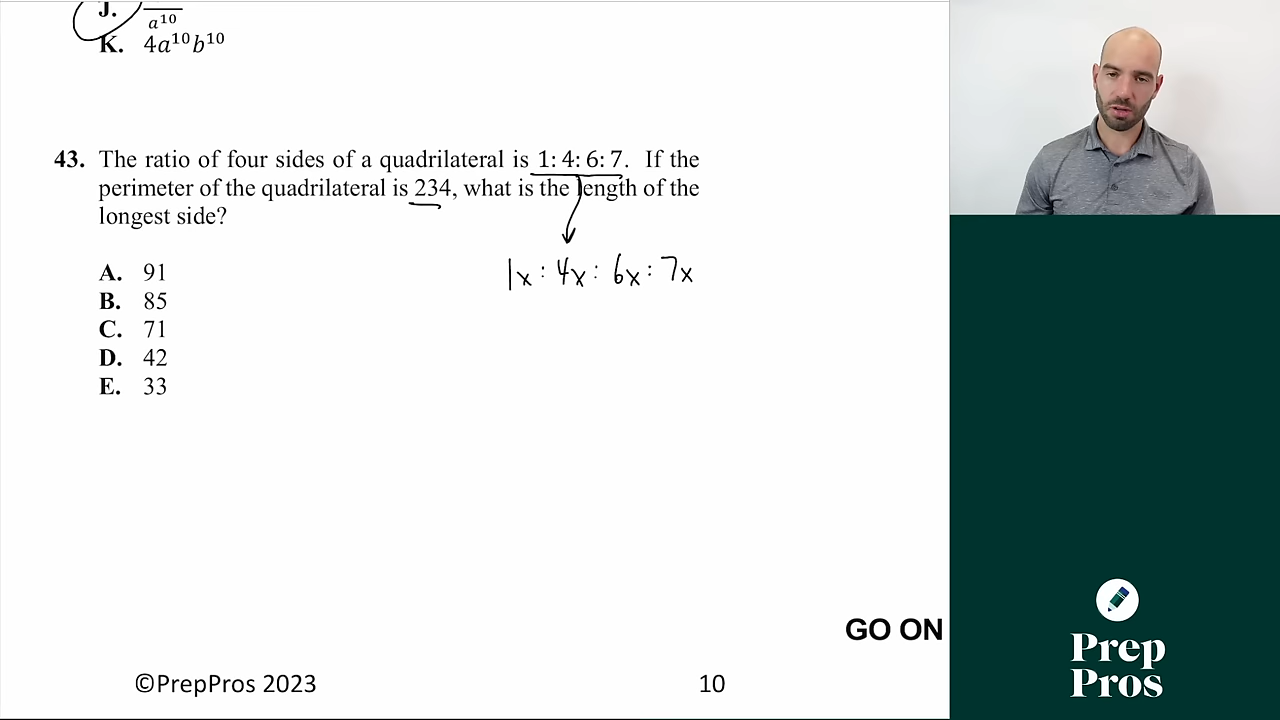 J.
a¹⁰
K. 4a¹⁰b¹⁰
43. The ratio of four sides of a quadrilateral is 1: 4: 6: 7. If the
perimeter of the quadrilateral is 234, what is the length of the
longest side?
1x : 4x : 6x : 7x
A. 91
B. 85
C. 71
D. 42
E. 33
GO ON
©PrepPros 2023
10
Prep
Pros